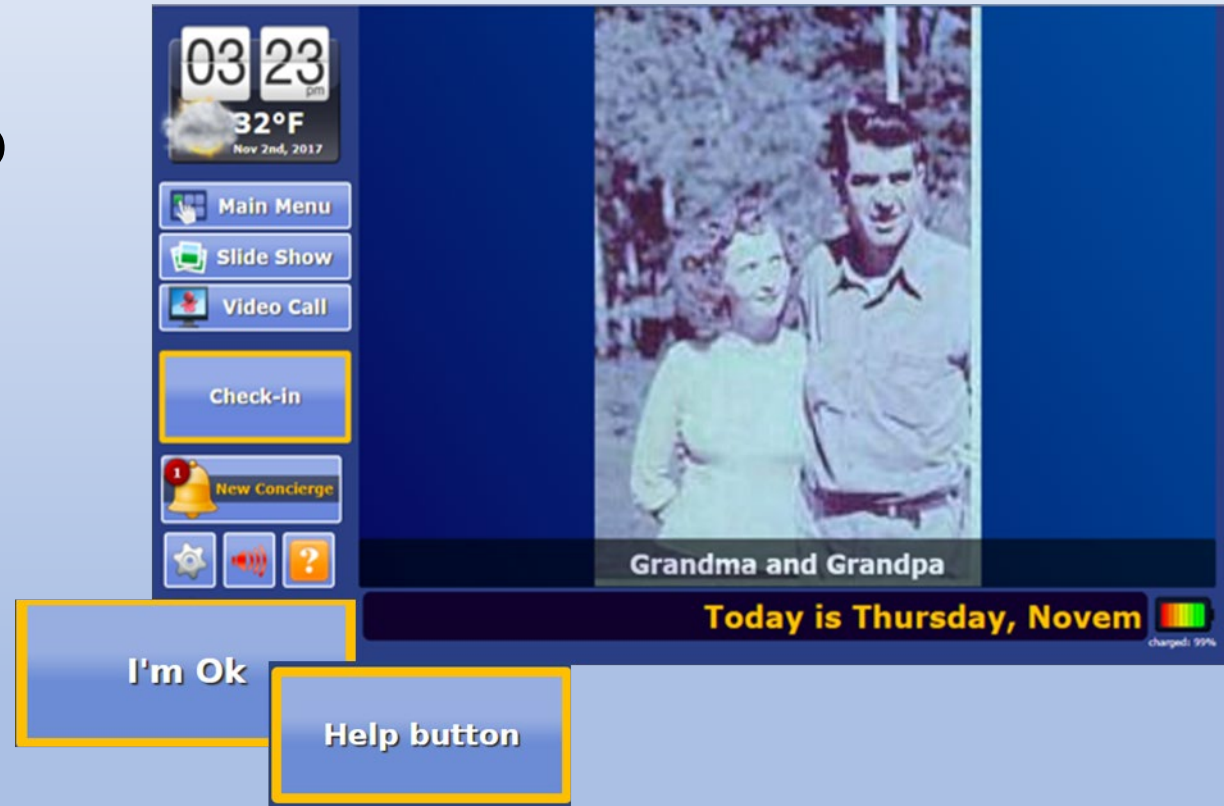 03 23
pm
32°F
Nov 2nd, 2017
Main Menu
Slide Show
Video Call
Check-in
1
New Concierge
?
Grandma and Grandpa
Today is Thursday, Novem
charged: 99%
I'm Ok
Help button